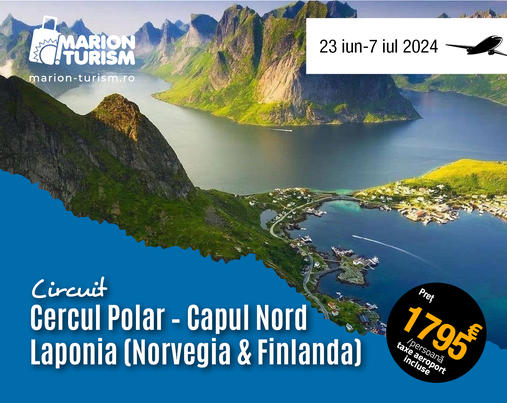 MARION
TURISM
marion-turism.ro
23 iun-7 iul 2024
Circuit
Cercul Polar - Capul Nord
Laponia (Norvegia & Finlanda)
Preț
1795€
/persoană
taxe aeroport
incluse